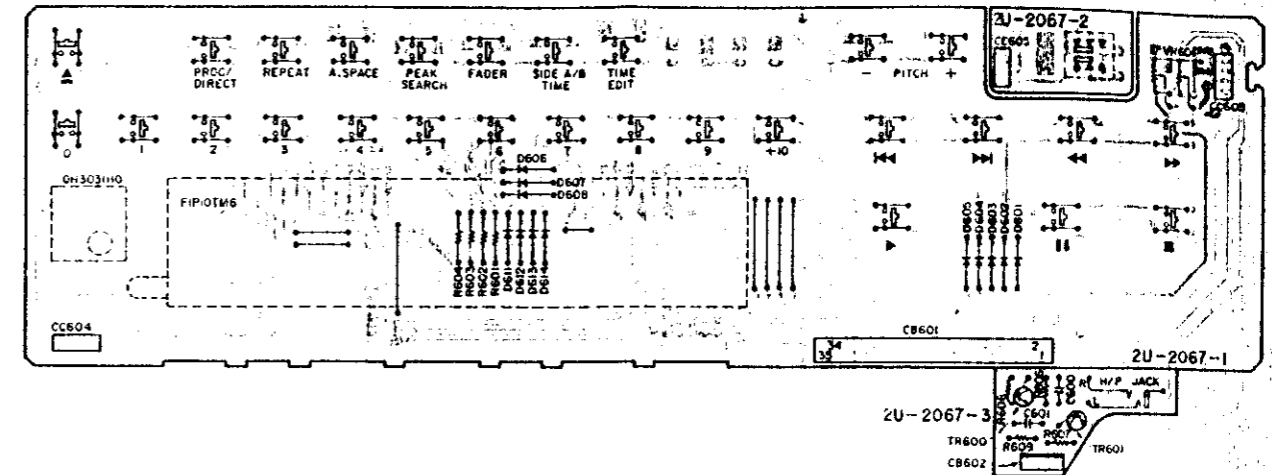 2U-2067-2
CC605
PROG/
DIRECT
REPEAT
A.SPACE
PEAK
SEARCH
FADER
SIDE A/B
TIME
TIME
EDIT
- PITCH +
CC608
0 1 2 3 4 5 6 7 8 9 +10
D606
D607
D608
FIP10TM6
R604
R603
R602
R601
D611
D612
D613
D614
D605
D604
D603
D602
D601
CC604
CB601
34
35
2
1
2U-2067-1
H/P JACK
2U-2067-3
C601
TR600
R609
R607
TR601
CB602